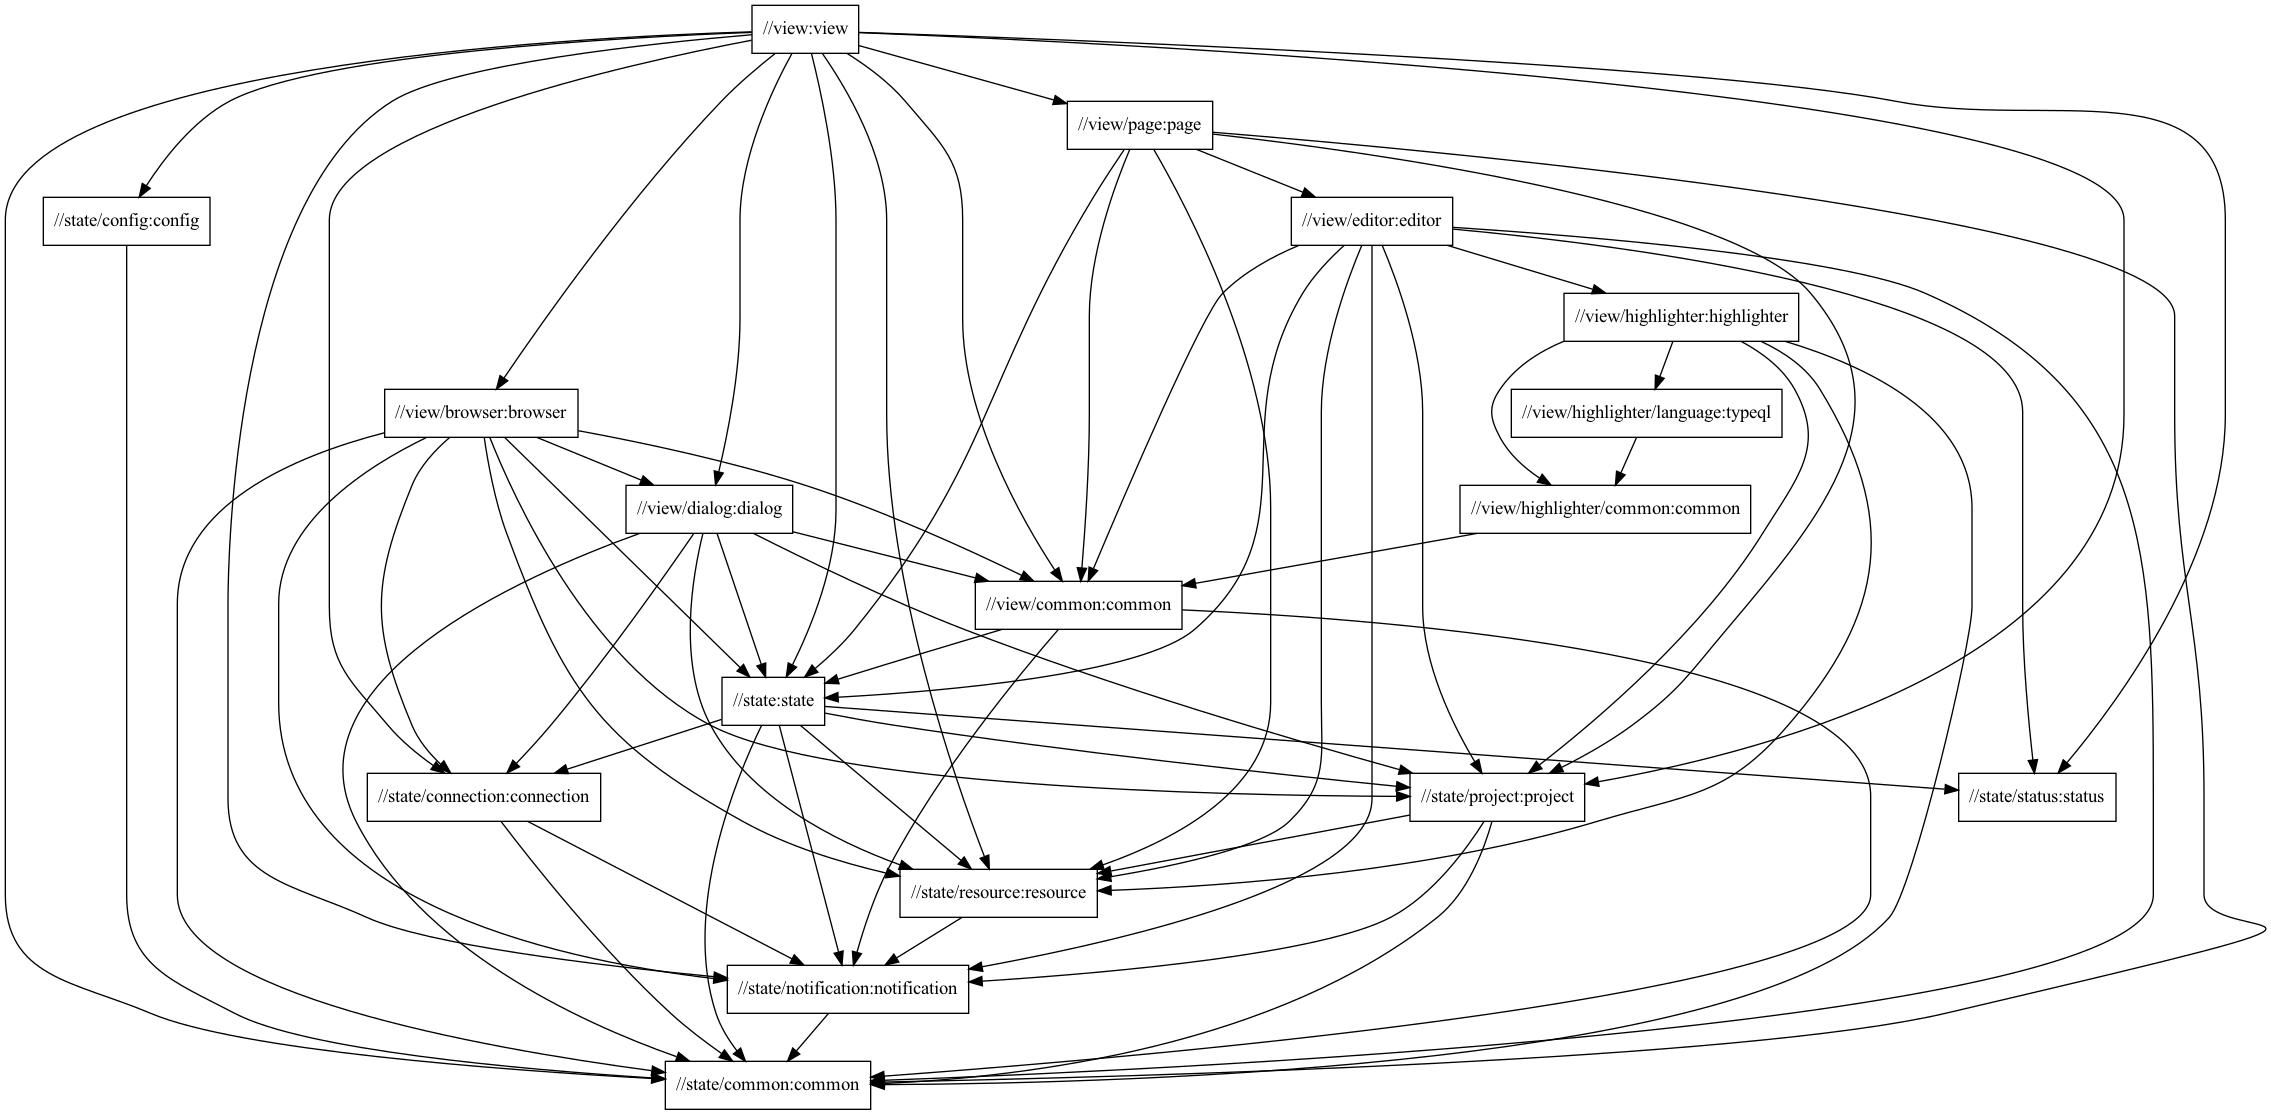 //view:view
//view/page:page
//state/config:config
//view/editor:editor
//view/highlighter:highlighter
//view/browser:browser
//view/highlighter/language:typeql
//view/dialog:dialog
//view/highlighter/common:common
//view/common:common
//state:state
//state/connection:connection
//state/project:project
//state/status:status
//state/resource:resource
//state/notification:notification
//state/common:common